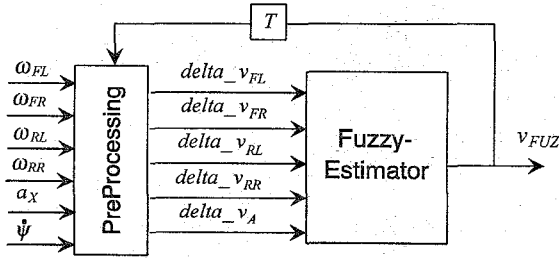 T
ω_FL
ω_FR
ω_RL
ω_RR
a_X
ψ̇
PreProcessing
delta_v_FL
delta_v_FR
delta_v_RL
delta_v_RR
delta_v_A
Fuzzy-
Estimator
v_FUZ